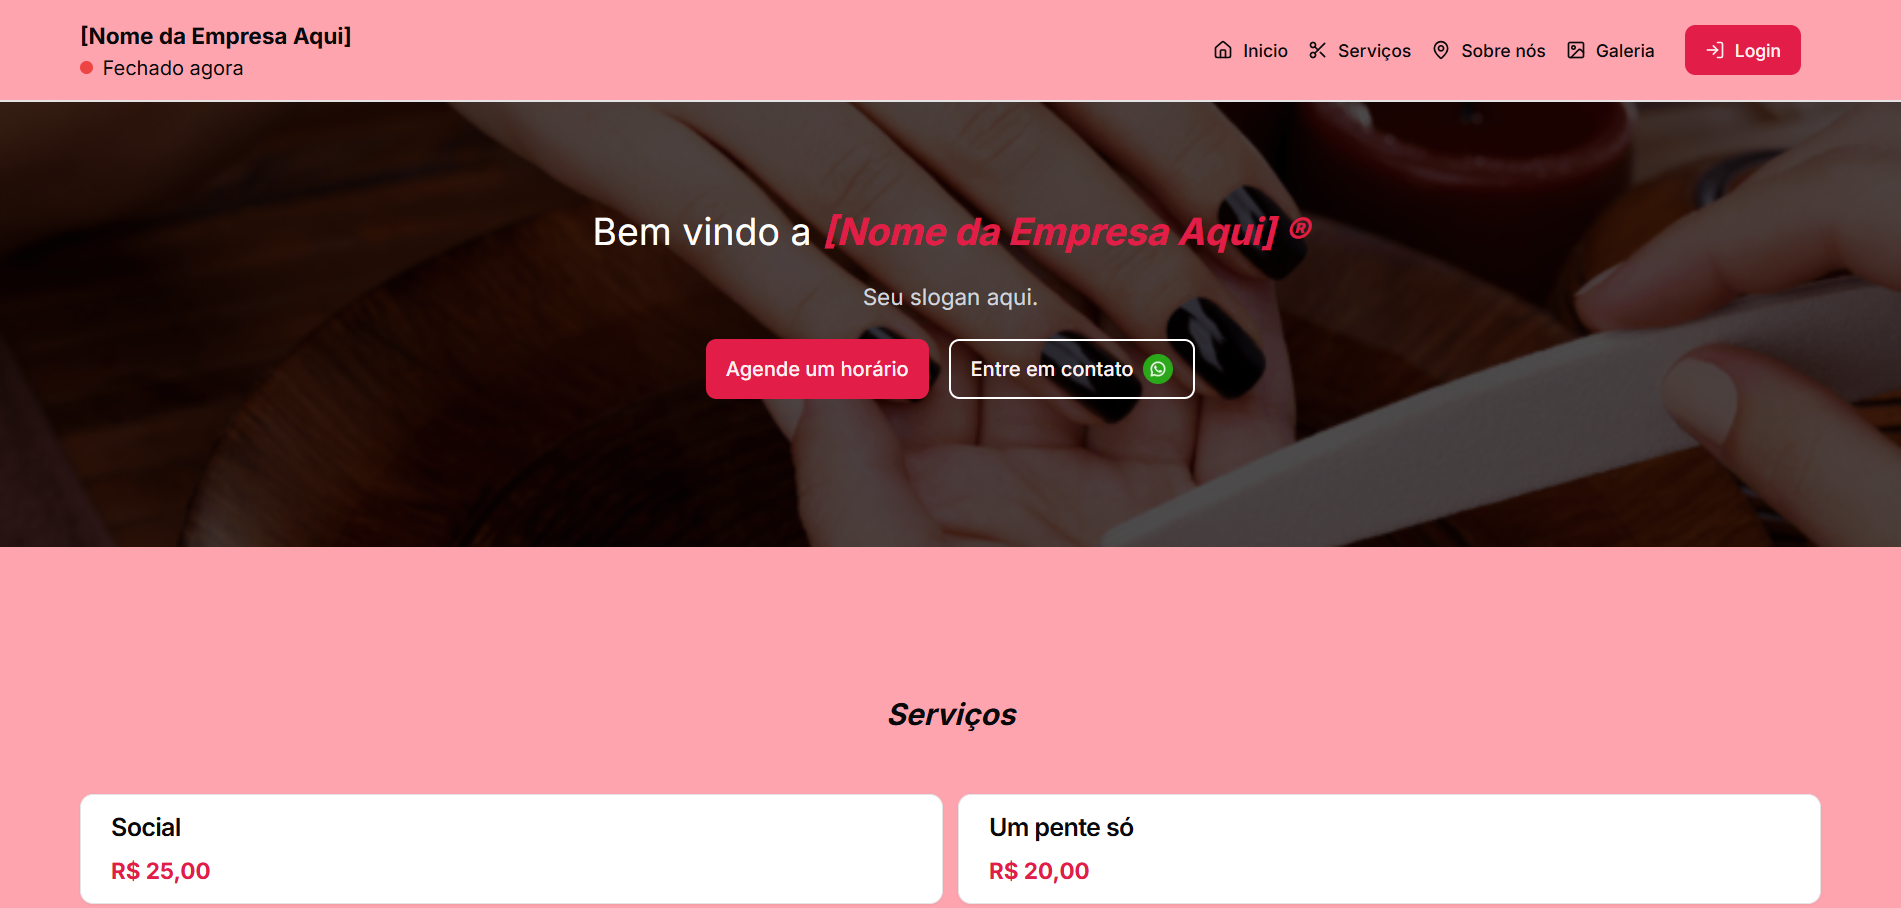 [Nome da Empresa Aqui]
Fechado agora
Inicio Serviços Sobre nós Galeria Login
Bem vindo a [Nome da Empresa Aqui] ®
Seu slogan aqui.
Agende um horário Entre em contato
Serviços
Social
R$ 25,00
Um pente só
R$ 20,00